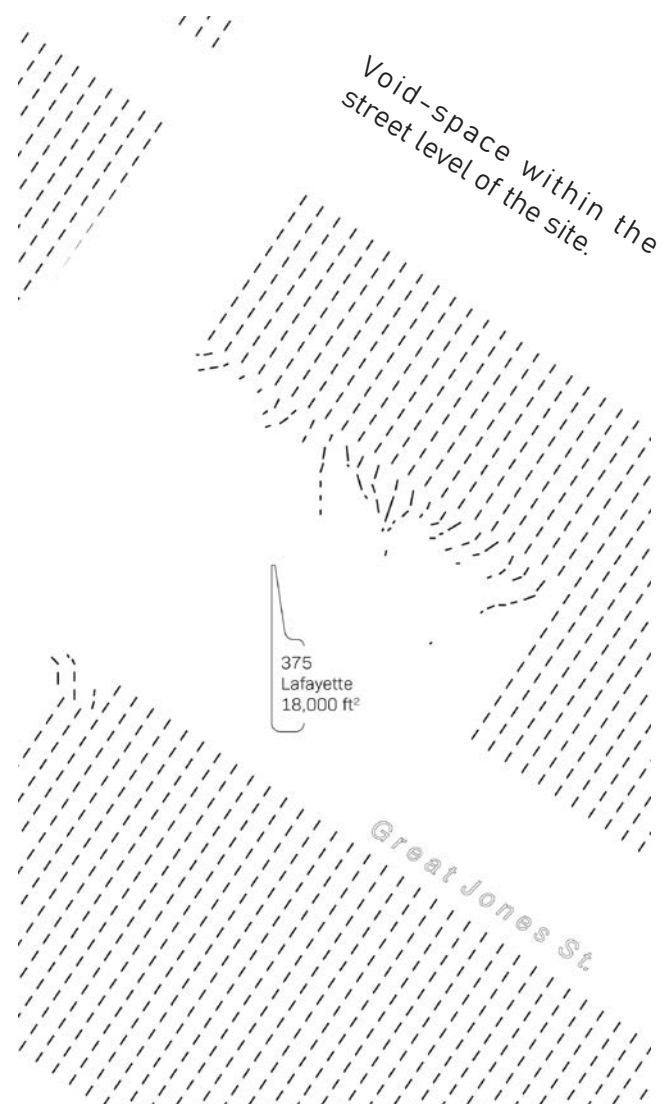 Void-space within the
street level of the site.
375
Lafayette
18,000 ft²
Great Jones St.